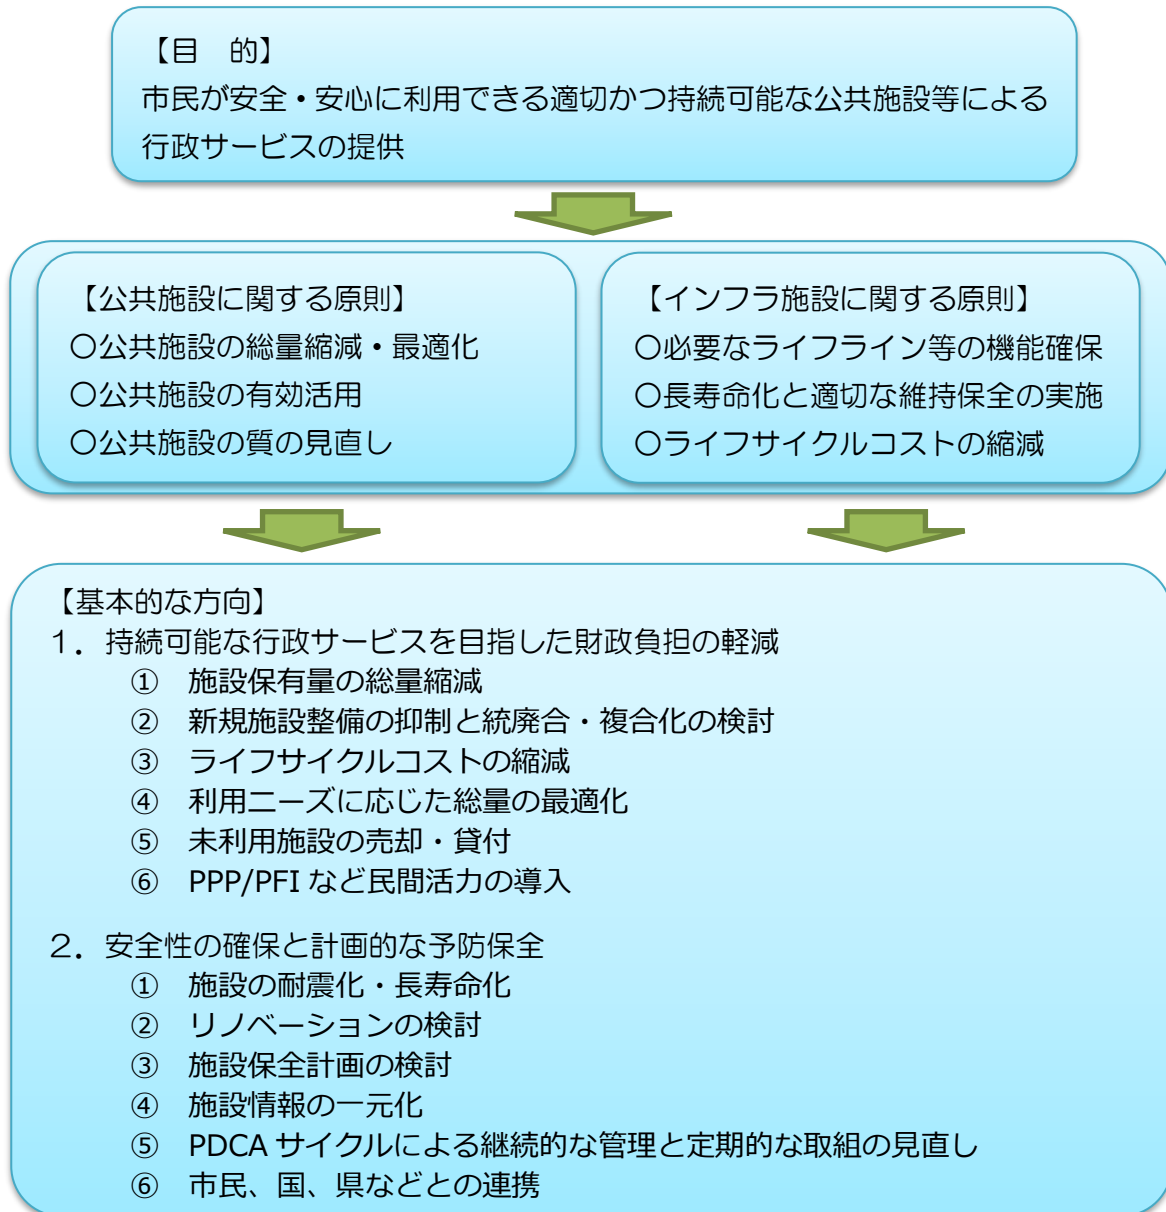 【目　的】
市民が安全・安心に利用できる適切かつ持続可能な公共施設等による
行政サービスの提供
【公共施設に関する原則】
〇公共施設の総量縮減・最適化
〇公共施設の有効活用
〇公共施設の質の見直し
【インフラ施設に関する原則】
〇必要なライフライン等の機能確保
〇長寿命化と適切な維持保全の実施
〇ライフサイクルコストの縮減
【基本的な方向】
１．持続可能な行政サービスを目指した財政負担の軽減
①　施設保有量の総量縮減
②　新規施設整備の抑制と統廃合・複合化の検討
③　ライフサイクルコストの縮減
④　利用ニーズに応じた総量の最適化
⑤　未利用施設の売却・貸付
⑥　PPP/PFI など民間活力の導入
２．安全性の確保と計画的な予防保全
①　施設の耐震化・長寿命化
②　リノベーションの検討
③　施設保全計画の検討
④　施設情報の一元化
⑤　PDCA サイクルによる継続的な管理と定期的な取組の見直し
⑥　市民、国、県などとの連携